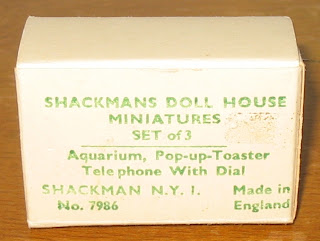 SHACKMANS DOLL HOUSE
MINIATURES
SET of 3
Aquarium, Pop-up-Toaster
Telephone With Dial
SHACKMAN N.Y. 1. Made in
No. 7986 England